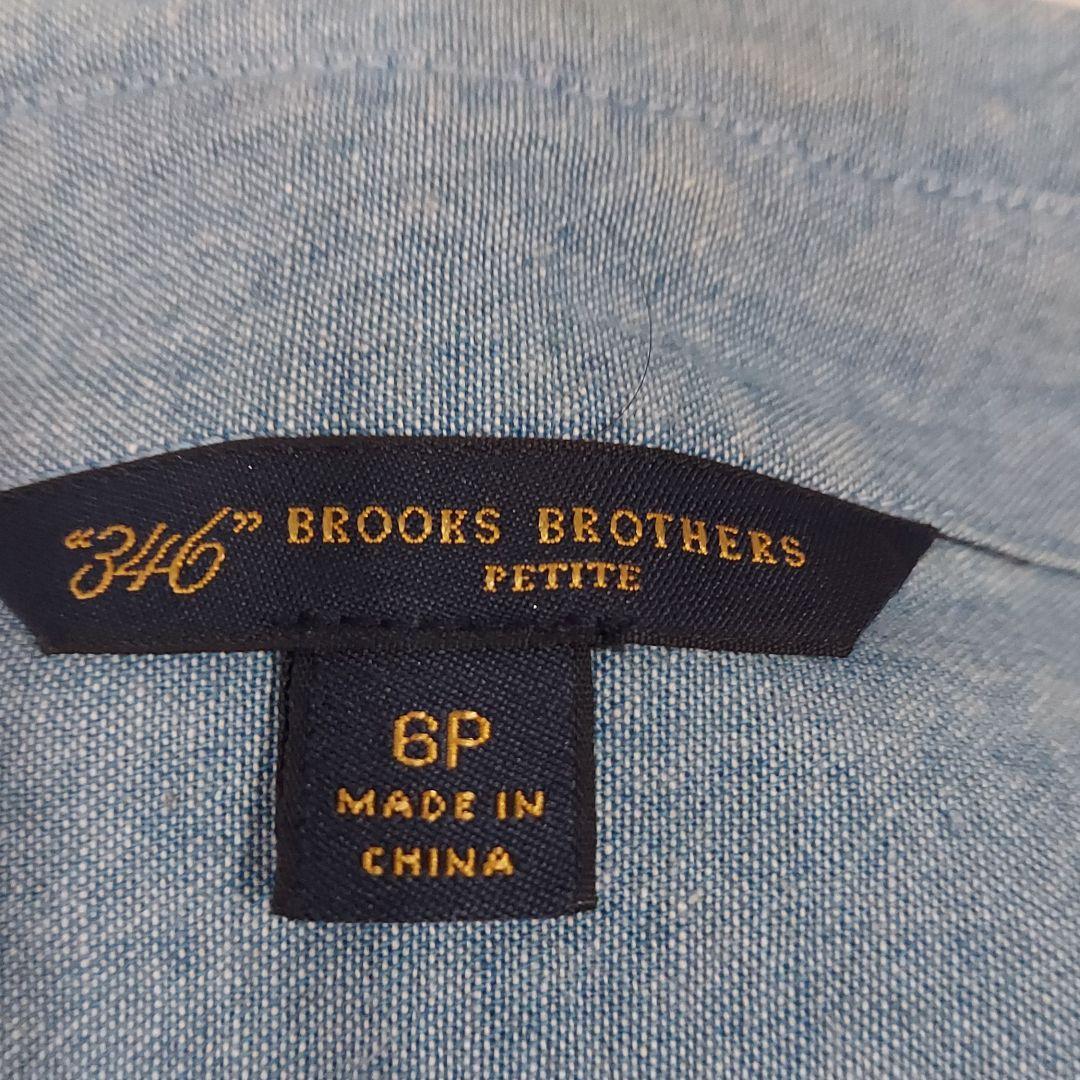 "346" BROOKS BROTHERS
PETITE
6P
MADE IN
CHINA